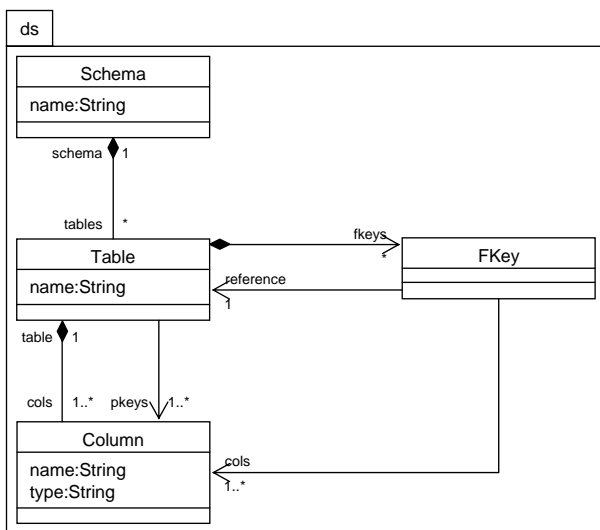 ds
Schema
name:String
schema 1
tables *
Table
name:String
fkeys
*
FKey
reference
1
table 1
cols 1..* pkeys 1..*
Column
name:String
type:String
cols
1..*